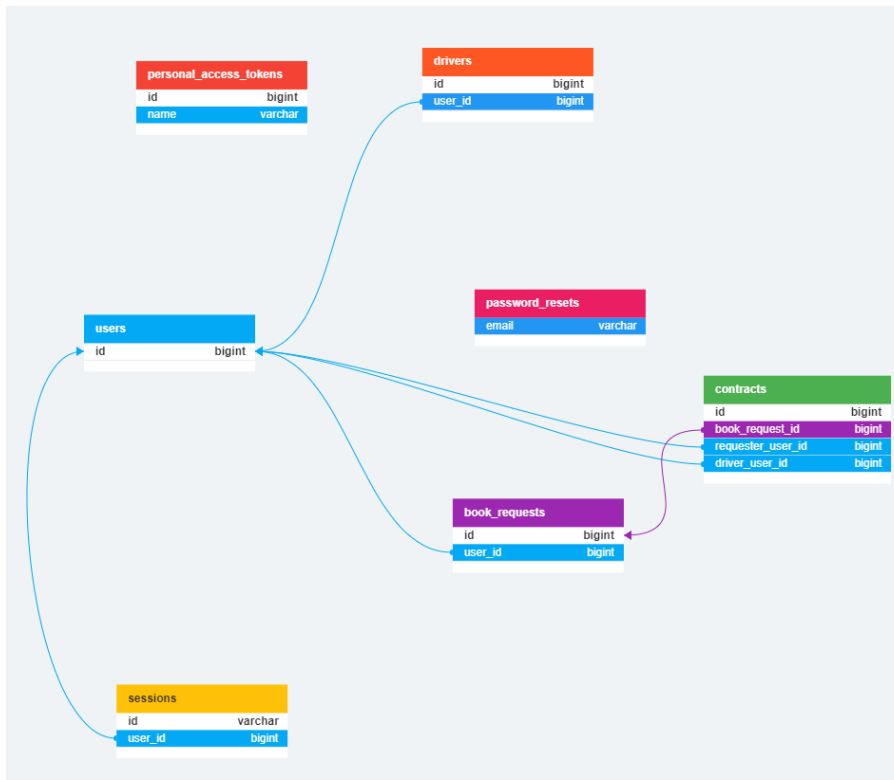 personal_access_tokens
id bigint
name varchar
drivers
id bigint
user_id bigint
password_resets
email varchar
users
id bigint
contracts
id bigint
book_request_id bigint
requester_user_id bigint
driver_user_id bigint
book_requests
id bigint
user_id bigint
sessions
id varchar
user_id bigint